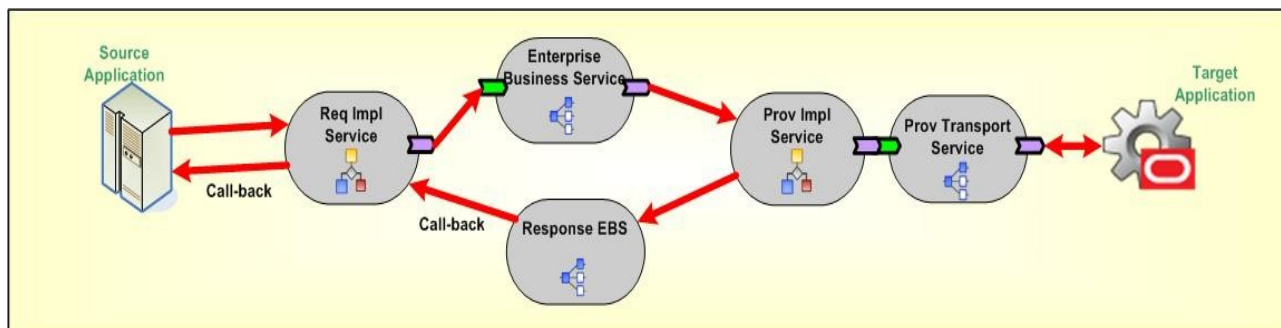 Source
Application
Req Impl
Service
Call-back
Enterprise
Business Service
Call-back
Response EBS
Prov Impl
Service
Prov Transport
Service
Target
Application